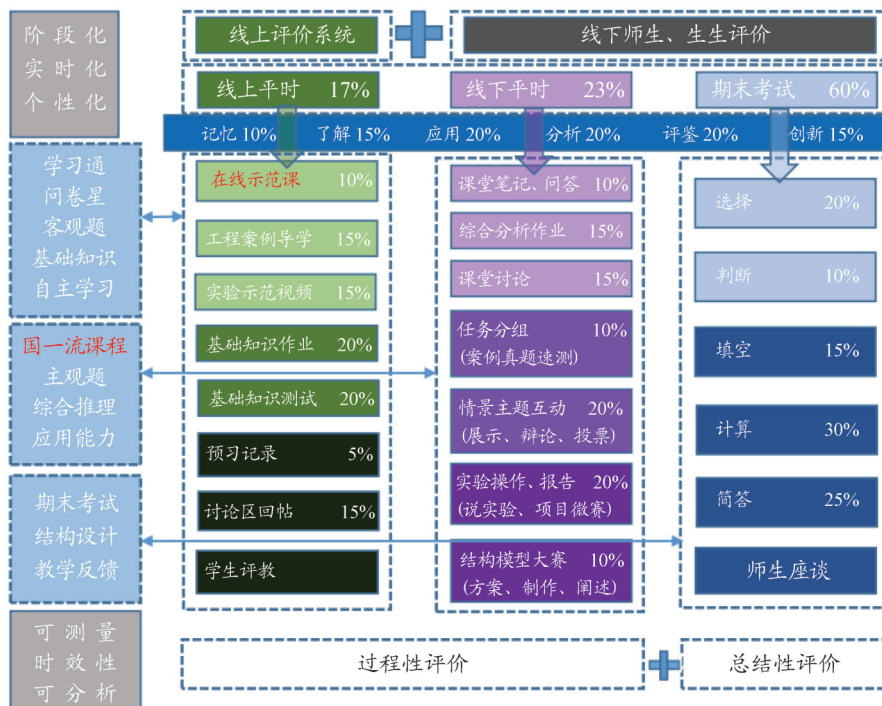 阶段化
实时化
个性化
线上评价系统
线下师生、生生评价
线上平时 17%
线下平时 23%
期末考试 60%
记忆 10%
了解 15%
应用 20%
分析 20%
评鉴 20%
创新 15%
学习通
问卷星
客观题
基础知识
自主学习
国一流课程
主观题
综合推理
应用能力
期末考试
结构设计
教学反馈
可测量
时效性
可分析
在线示范课 10%
工程案例导学 15%
实验示范视频 15%
基础知识作业 20%
基础知识测试 20%
预习记录 5%
讨论区回帖 15%
学生评教
课堂笔记、问答 10%
综合分析作业 15%
课堂讨论 15%
任务分组 10%
(案例真题速测)
情景主题互动 20%
(展示、辩论、投票)
实验操作、报告 20%
(说实验、项目微赛)
结构模型大赛 10%
(方案、制作、阐述)
选择 20%
判断 10%
填空 15%
计算 30%
简答 25%
师生座谈
过程性评价
总结性评价